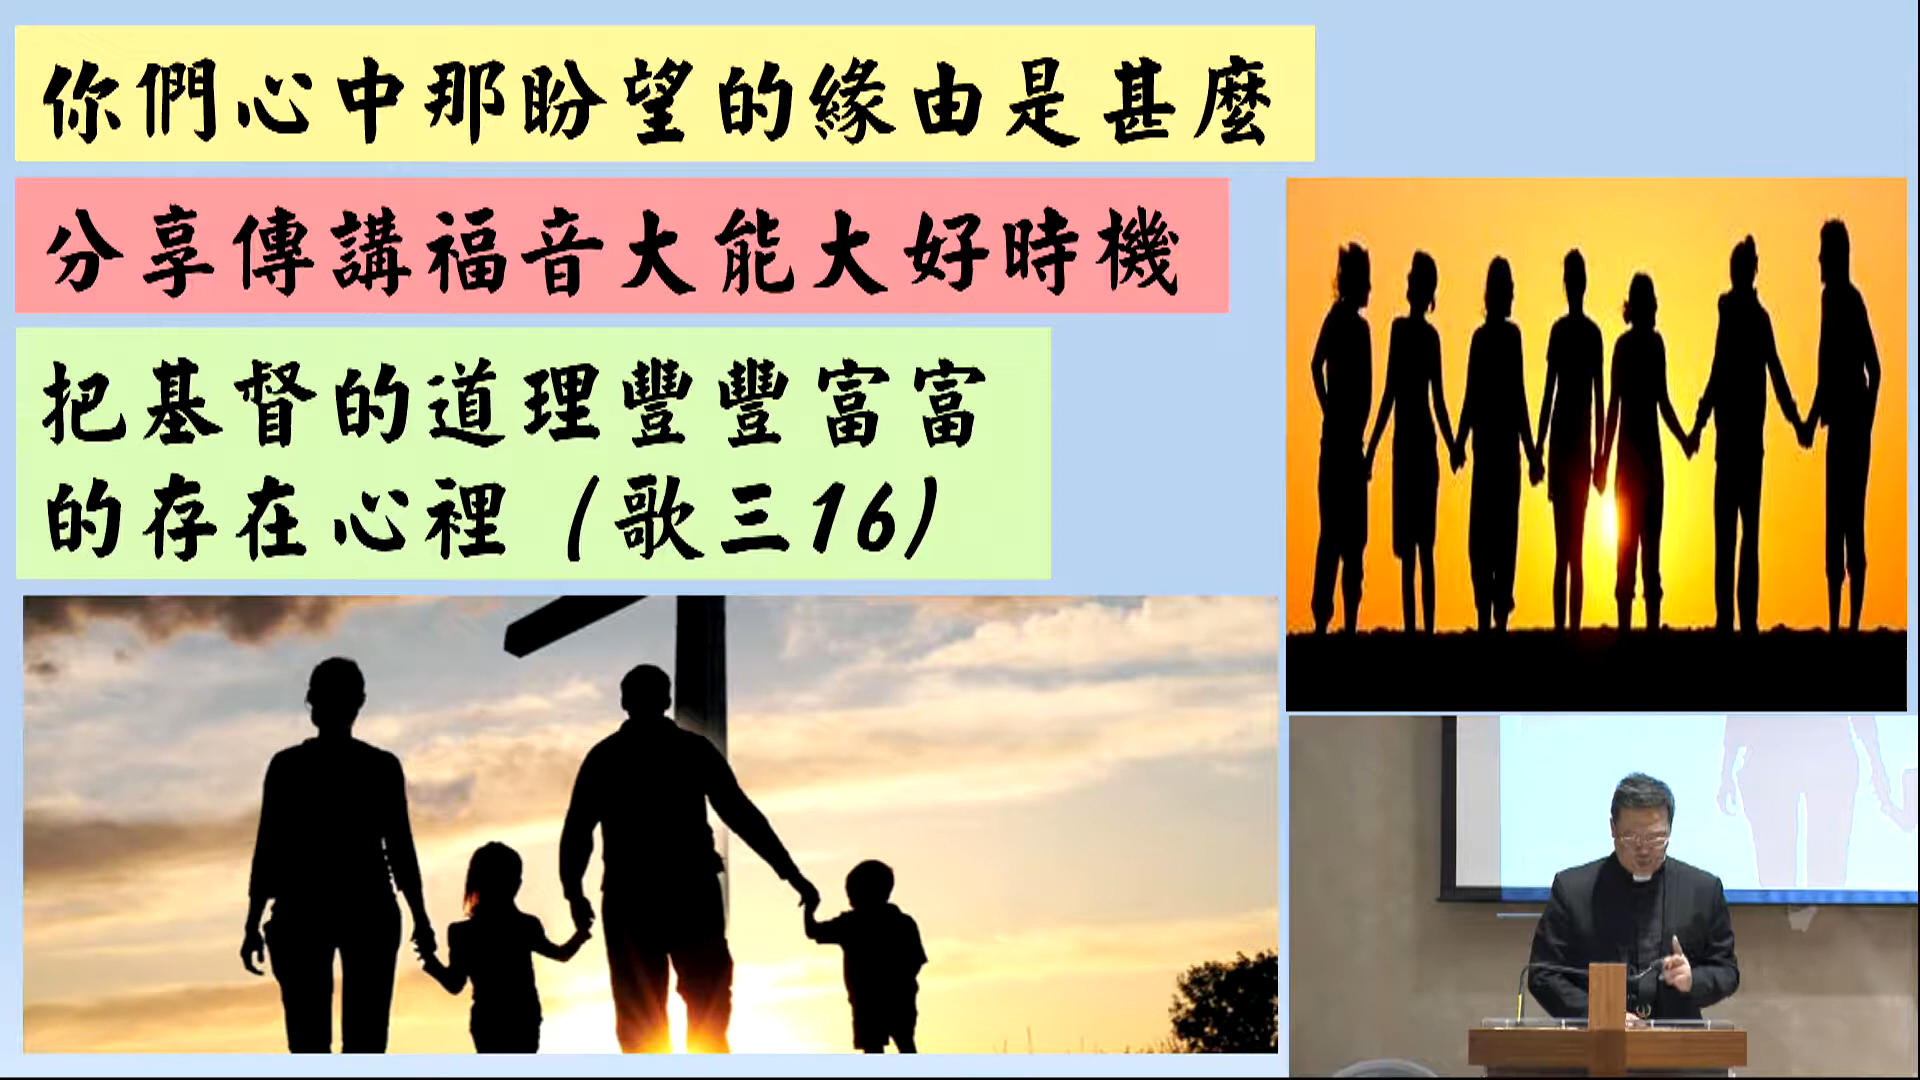 你們心中那盼望的緣由是甚麼
分享傳講福音大能大好時機
把基督的道理豐豐富富
的存在心裡（歌三16）